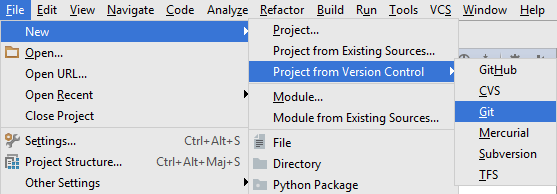 File Edit View Navigate Code Analyze Refactor Build Run Tools VCS Window Help
New
Open...
Open URL...
Open Recent
Close Project
Settings... Ctrl+Alt+S
Project Structure... Ctrl+Alt+Maj+S
Other Settings
Project...
Project from Existing Sources...
Project from Version Control
Module...
Module from Existing Sources...
File
Directory
Python Package
GitHub
CVS
Git
Mercurial
Subversion
TFS